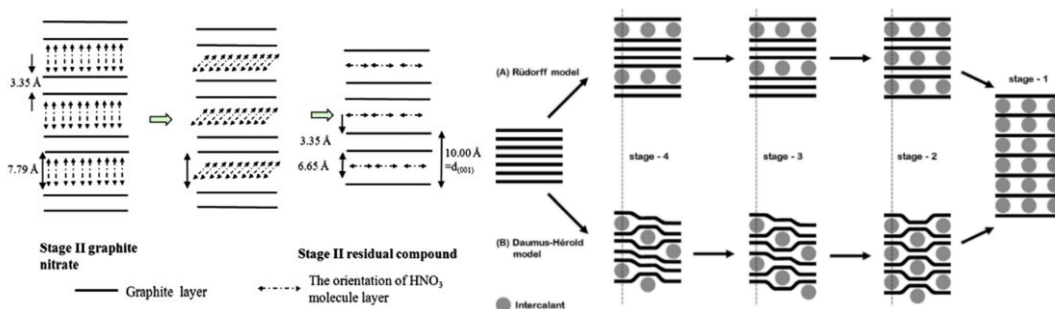 3.35 Å
7.79 Å
3.35 Å
6.65 Å
10.00 Å
=d(001)
Stage II graphite
nitrate
Stage II residual compound
Graphite layer
The orientation of HNO3
molecule layer
(A) Rüdorff model
stage - 4
stage - 3
stage - 2
stage - 1
(B) Daumus-Hérold
model
Intercalant